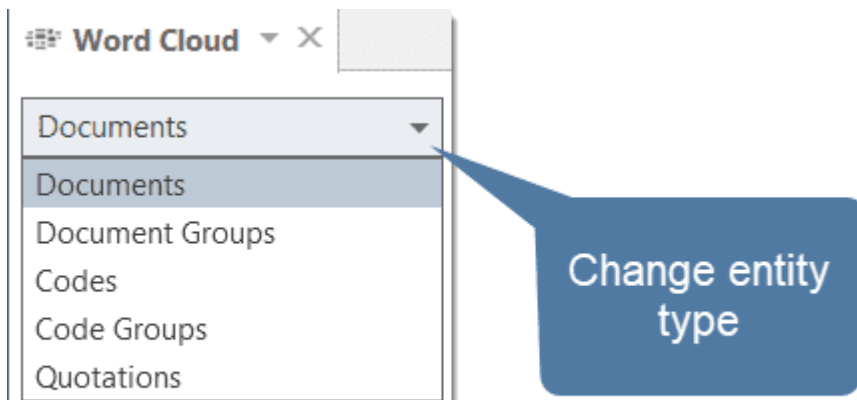 Word Cloud
Documents
Documents
Document Groups
Codes
Code Groups
Quotations
Change entity
type